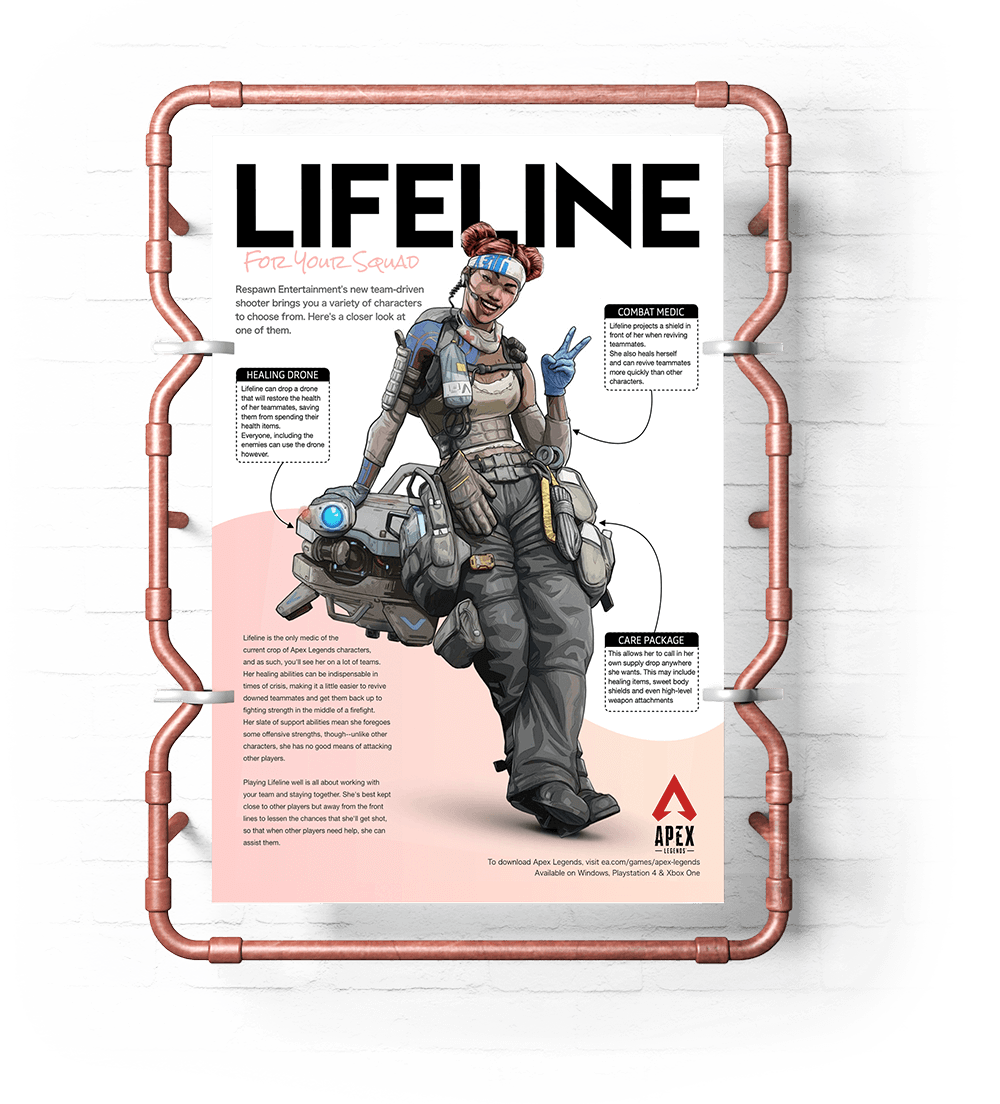 LIFELINE
For Your Squad
Respawn Entertainment's new team-driven
shooter brings you a variety of characters
to choose from. Here's a closer look at
one of them.
COMBAT MEDIC
Lifeline projects a shield in
front of her when reviving
teammates.
She also heals herself
and can revive teammates
more quickly than other
characters.
HEALING DRONE
Lifeline can drop a drone
that will restore the health
of her teammates, saving
them from spending their
health items.
Everyone, including the
enemies can use the drone
however.
CARE PACKAGE
This allows her to call in her
own supply drop anywhere
she wants. This may include
healing items, sweet body
shields and even high-level
weapon attachments
Lifeline is the only medic of the
current crop of Apex Legends characters,
and as such, you'll see her on a lot of teams.
Her healing abilities can be indispensable in
times of crisis, making it a little easier to revive
downed teammates and get them back up to
fighting strength in the middle of a firefight.
Her slate of support abilities mean she foregoes
some offensive strengths, though--unlike other
characters, she has no good means of attacking
other players.
Playing Lifeline well is all about working with
your team and staying together. She's best kept
close to other players but away from the front
lines to lessen the chances that she'll get shot,
so that when other players need help, she can
assist them.
APEX
LEGENDS
To download Apex Legends, visit ea.com/games/apex-legends
Available on Windows, Playstation 4 & Xbox One